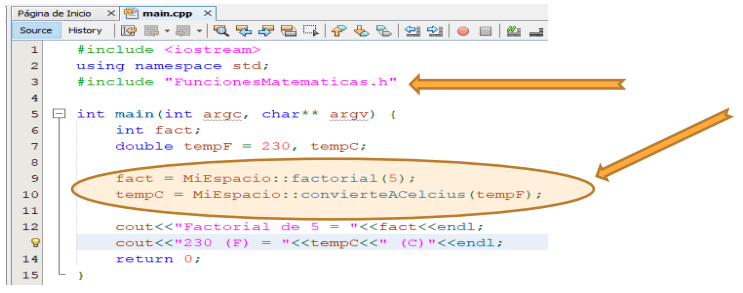 Página de Inicio × main.cpp ×
Source History
1 #include <iostream>
2 using namespace std;
3 #include "FuncionesMatematicas.h"
4
5 int main(int argc, char** argv) {
6 int fact;
7 double tempF = 230, tempC;
8
9 fact = MiEspacio::factorial(5);
10 tempC = MiEspacio::convierteACelcius(tempF);
11
12 cout<<"Factorial de 5 = "<<fact<<endl;
cout<<"230 (F) = "<<tempC<<" (C)"<<endl;
14 return 0;
15 }